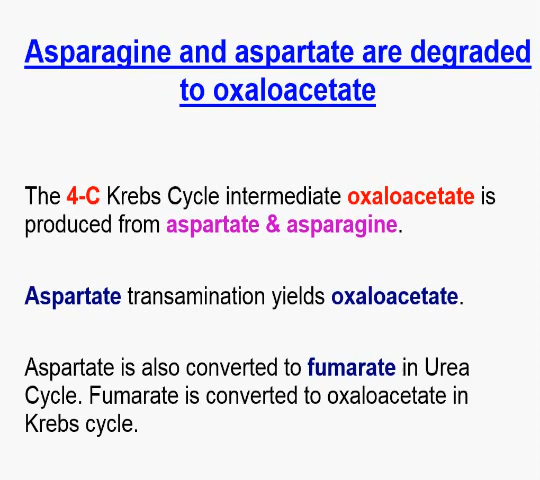 Asparagine and aspartate are degraded
to oxaloacetate
The 4-C Krebs Cycle intermediate oxaloacetate is
produced from aspartate & asparagine.
Aspartate transamination yields oxaloacetate.
Aspartate is also converted to fumarate in Urea
Cycle. Fumarate is converted to oxaloacetate in
Krebs cycle.